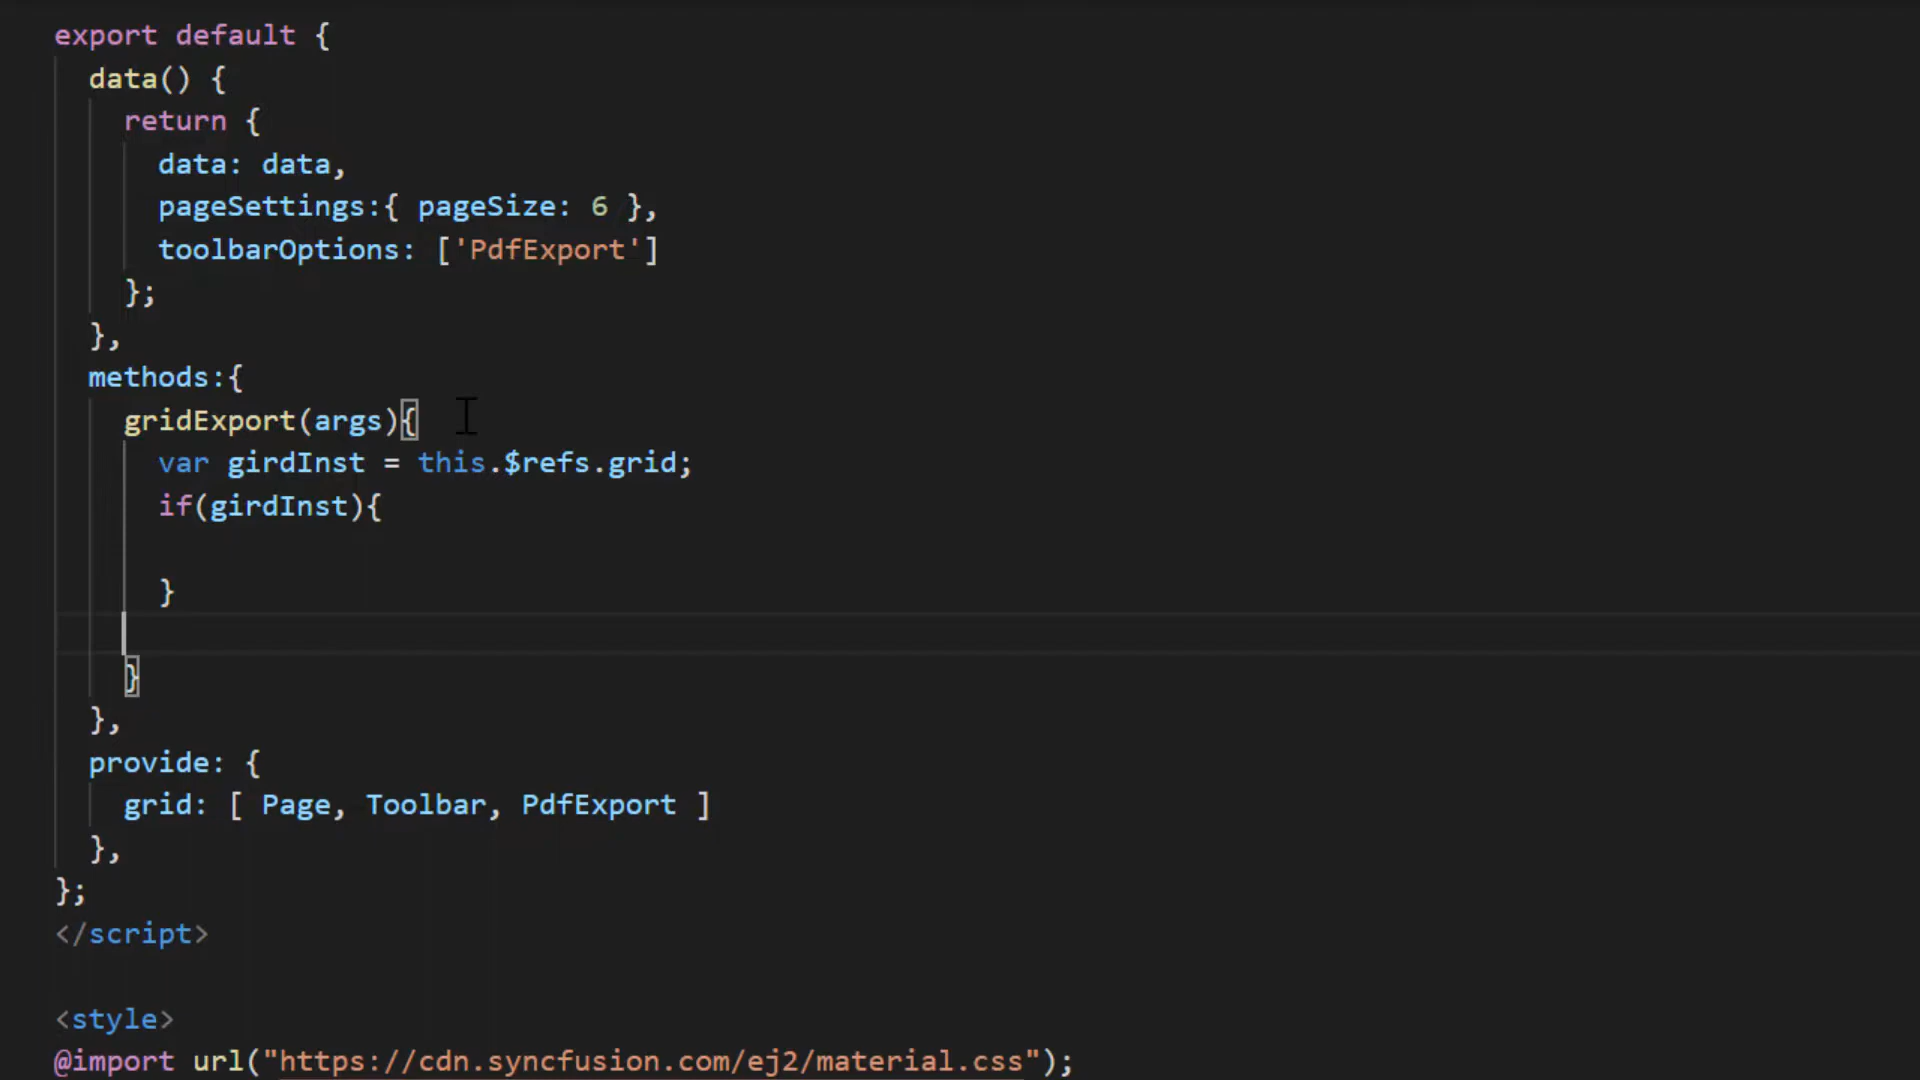 export default {
data() {
return {
data: data,
pageSettings:{ pageSize: 6 },
toolbarOptions: ['PdfExport']
};
},
methods:{
gridExport(args){
var girdInst = this.$refs.grid;
if(girdInst){
}
}
},
provide: {
grid: [ Page, Toolbar, PdfExport ]
},
};
</script>
<style>
@import url("https://cdn.syncfusion.com/ej2/material.css");